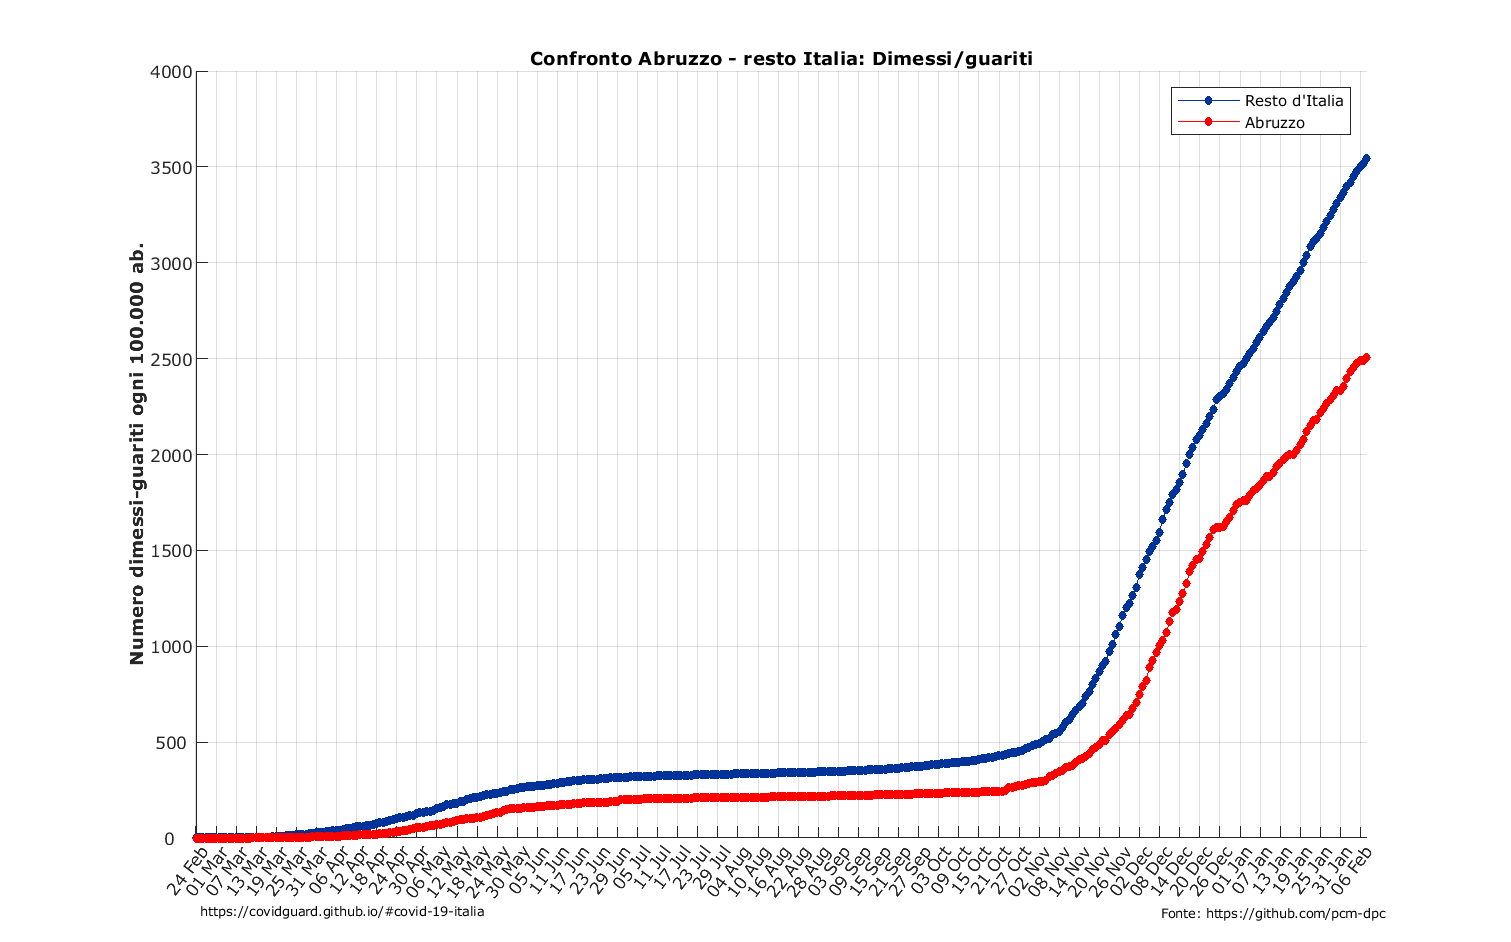 Confronto Abruzzo - resto Italia: Dimessi/guariti
4000
3500
3000
2500
2000
1500
1000
500
0
Numero dimessi-guariti ogni 100.000 ab.
Resto d'Italia
Abruzzo
24 Feb
01 Mar
07 Mar
13 Mar
19 Mar
25 Mar
31 Mar
06 Apr
12 Apr
18 Apr
24 Apr
30 Apr
06 May
12 May
18 May
24 May
30 May
05 Jun
11 Jun
17 Jun
23 Jun
29 Jun
05 Jul
11 Jul
17 Jul
23 Jul
29 Jul
04 Aug
10 Aug
16 Aug
22 Aug
28 Aug
03 Sep
09 Sep
15 Sep
21 Sep
27 Sep
03 Oct
09 Oct
15 Oct
21 Oct
27 Oct
02 Nov
08 Nov
14 Nov
20 Nov
26 Nov
02 Dec
08 Dec
14 Dec
20 Dec
26 Dec
01 Jan
07 Jan
13 Jan
19 Jan
25 Jan
31 Jan
06 Feb
https://covidguard.github.io/#covid-19-italia
Fonte: https://github.com/pcm-dpc